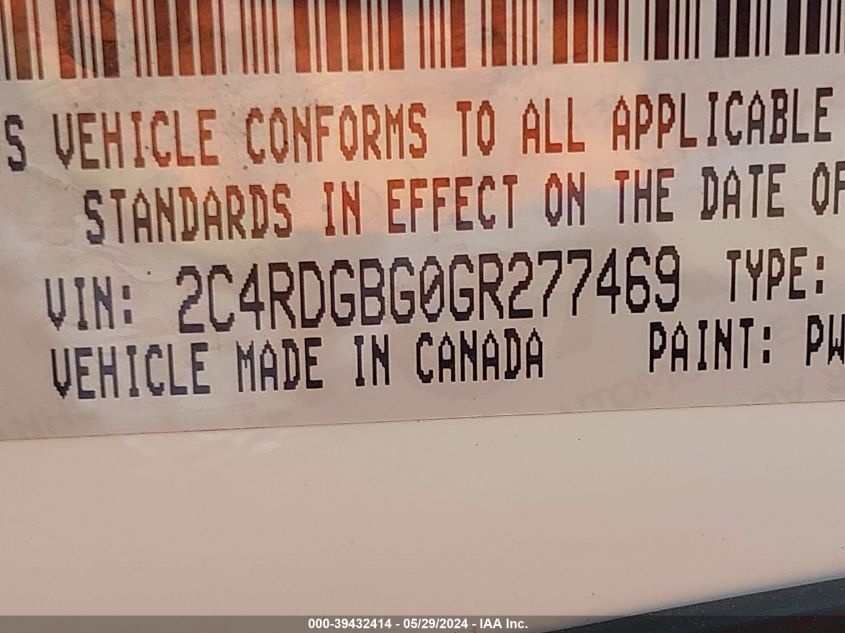 S VEHICLE CONFORMS TO ALL APPLICABLE
STANDARDS IN EFFECT ON THE DATE OF
VIN: 2C4RDGBG0GR277469 TYPE:
VEHICLE MADE IN CANADA PAINT: PW
000-39432414 - 05/29/2024 - IAA Inc.